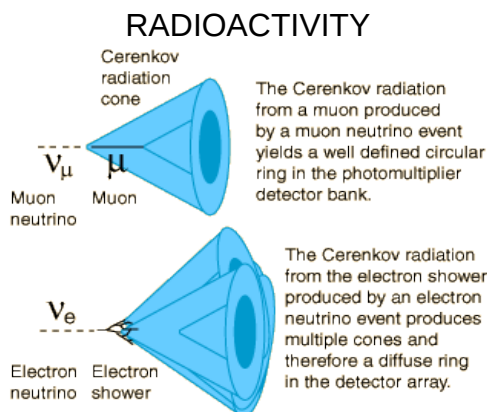 RADIOACTIVITY
Cerenkov
radiation
cone
The Cerenkov radiation
from a muon produced
by a muon neutrino event
yields a well defined circular
ring in the photomultiplier
detector bank.
νμ μ
Muon
neutrino
Muon
The Cerenkov radiation
from the electron shower
produced by an electron
neutrino event produces
multiple cones and
therefore a diffuse ring
in the detector array.
νe
Electron
neutrino
Electron
shower